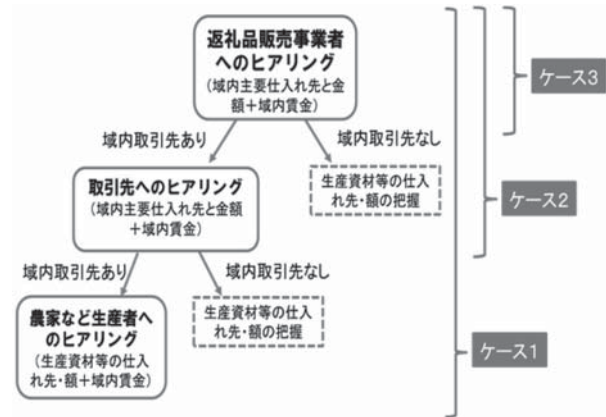 返礼品販売事業者
へのヒアリング
(域内主要仕入れ先と金
額+域内賃金)
ケース3
域内取引先あり
域内取引先なし
取引先へのヒアリング
(域内主要仕入れ先と金額
+域内賃金)
生産資材等の仕入
れ先・額の把握
ケース2
域内取引先あり
域内取引先なし
農家など生産者へ
のヒアリング
(生産資材等の仕入
れ先・額+域内賃金)
生産資材等の仕入
れ先・額の把握
ケース1